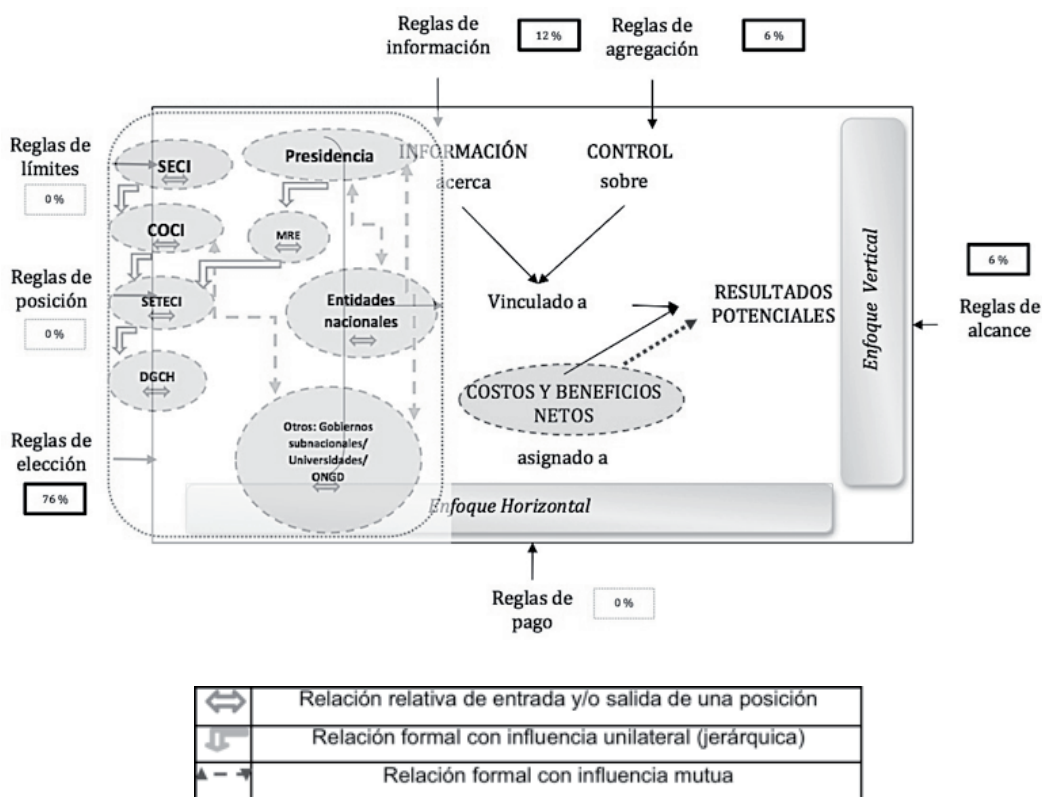 Reglas de
información
12 %
Reglas de
agregación
6 %
Reglas de
límites
0 %
SECI
Presidencia
INFORMACIÓN
acerca
CONTROL
sobre
COCI
MRE
Reglas de
posición
0 %
SETECI
Entidades
nacionales
Vinculado a
RESULTADOS
POTENCIALES
Enfoque Vertical
6 %
Reglas de
alcance
DGCH
COSTOS Y BENEFICIOS
NETOS
asignado a
Otros: Gobiernos
subnacionales/
Universidades/
ONGD
Reglas de
elección
76 %
Enfoque Horizontal
Reglas de
pago
0 %
Relación relativa de entrada y/o salida de una posición
Relación formal con influencia unilateral (jerárquica)
Relación formal con influencia mutua